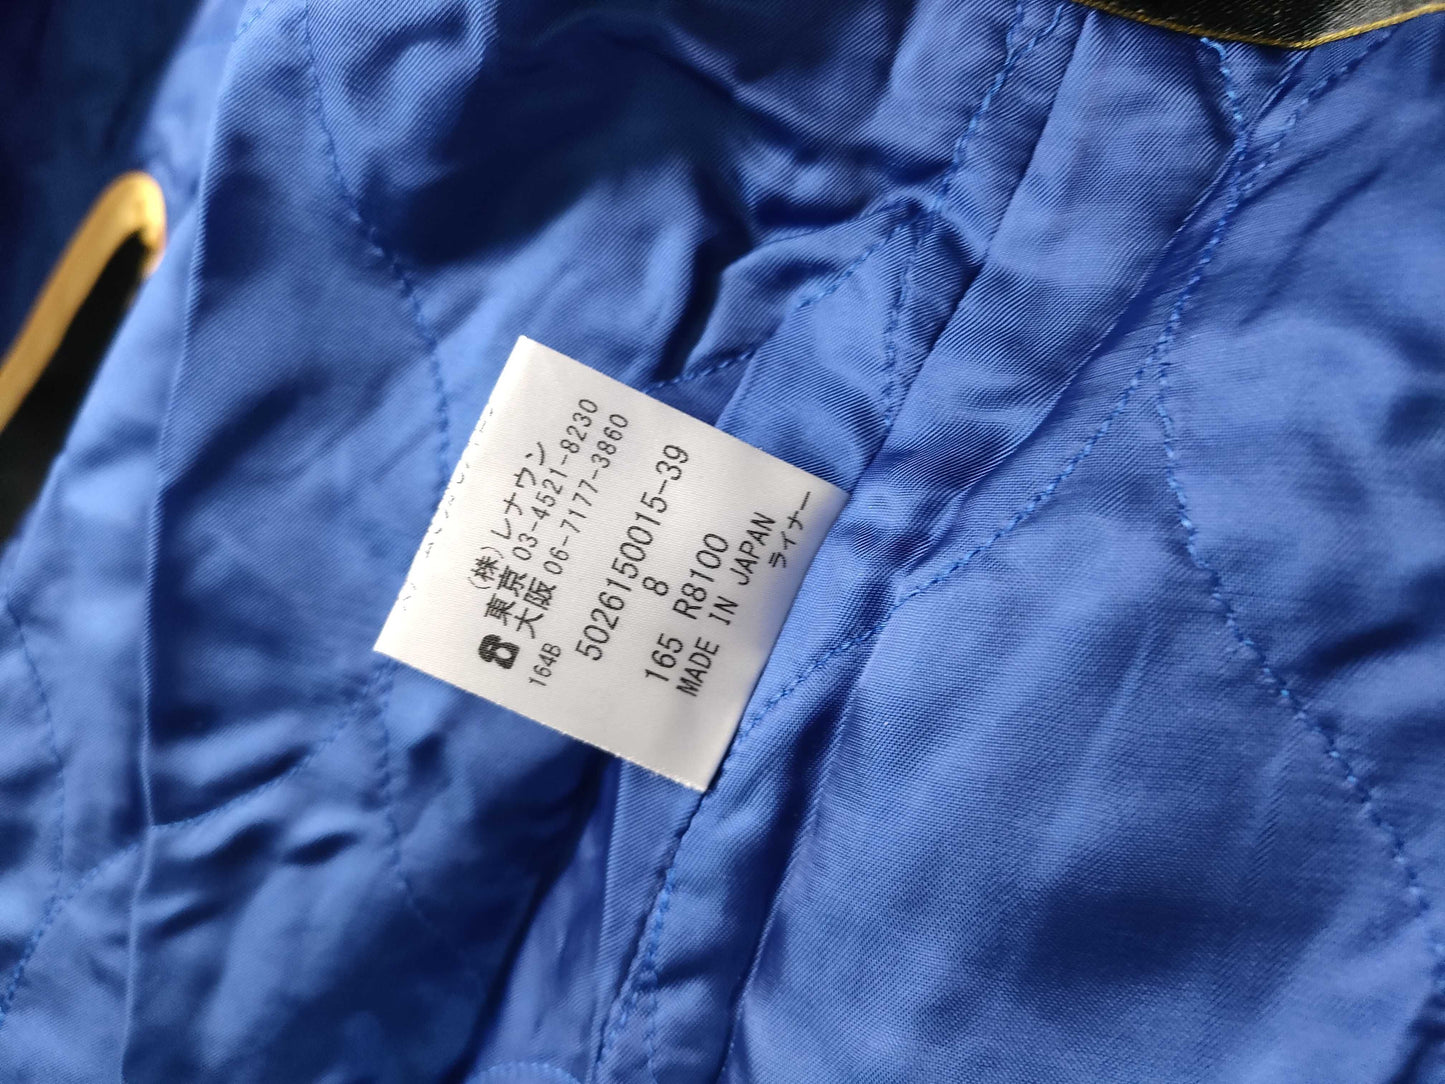 (株)レナウン
東京 03-4521-8230
大阪 06-7177-3860
164B
5026150015-39
8
165 R8100
MADE IN JAPAN
ライナー